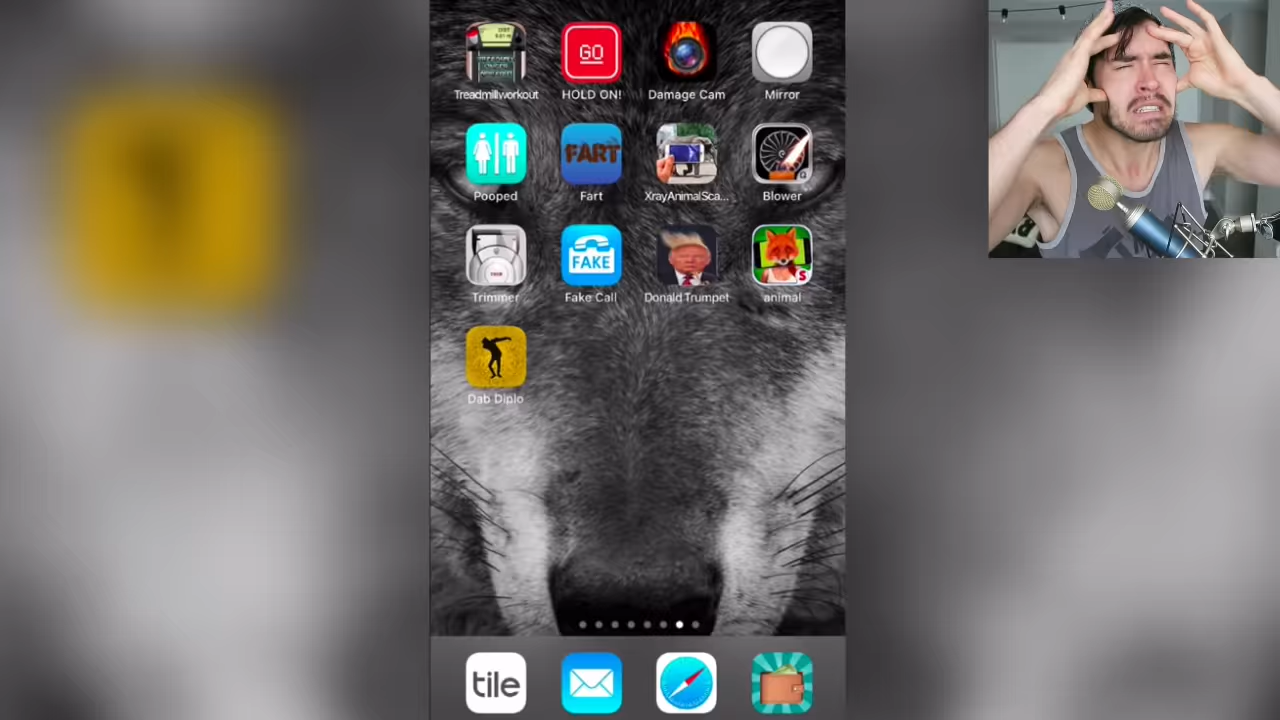 Treadmillworkout
GO
HOLD ON!
Damage Cam
Mirror
Pooped
FART
Fart
XrayAnimalSca...
Blower
Trimmer
FAKE
Fake Call
Donald Trumpet
S
animal
Dab Diplo
tile